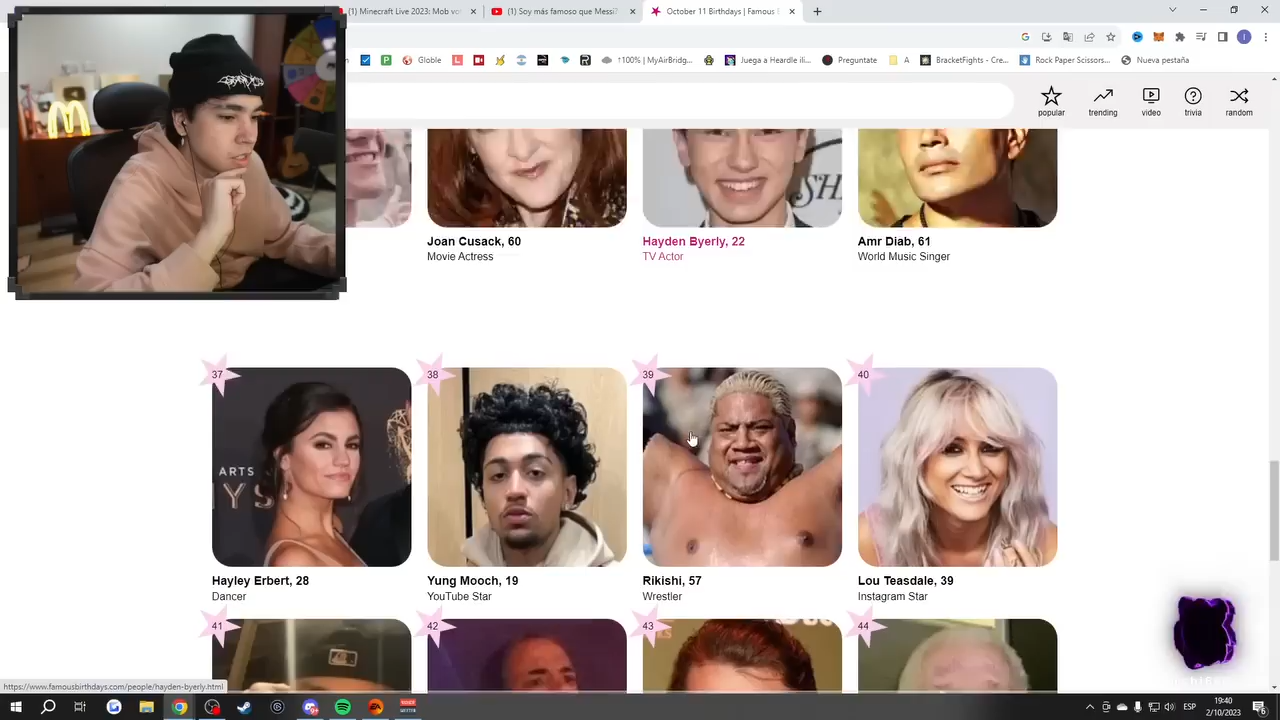 (1) Minecraft Live 2023: Mob vo
(1) Soy más famoso que Messi?
October 11 Birthdays | Famous
Globle
↑100% | MyAirBridg...
Juega a Heardle ili...
Preguntate
A
BracketFights - Cre...
Rock Paper Scissors...
Nueva pestaña
popular
trending
video
trivia
random
Joan Cusack, 60
Movie Actress
Hayden Byerly, 22
TV Actor
Amr Diab, 61
World Music Singer
37
38
39
40
ARTS
Hayley Erbert, 28
Dancer
Yung Mooch, 19
YouTube Star
Rikishi, 57
Wrestler
Lou Teasdale, 39
Instagram Star
41
42
43
44
https://www.famousbirthdays.com/people/hayden-byerly.html
ESP
19:40
2/10/2023
6